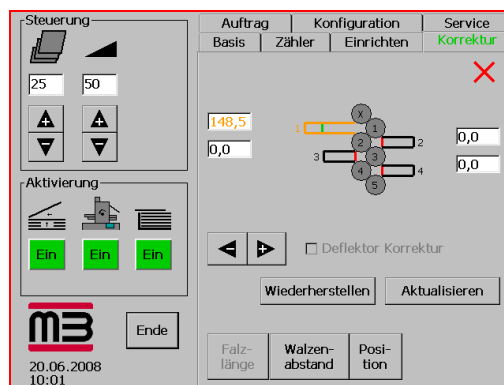 Steuerung
25 50
Aktivierung
Ein Ein Ein
M3
Ende
20.06.2008
10:01
Auftrag Konfiguration Service
Basis Zähler Einrichten Korrektur
148,5
0,0
X
1 1
2 2
3 3
4 4
5
0,0
0,0
Deflektor Korrektur
Wiederherstellen Aktualisieren
Falz-
länge
Walzen-
abstand
Posi-
tion